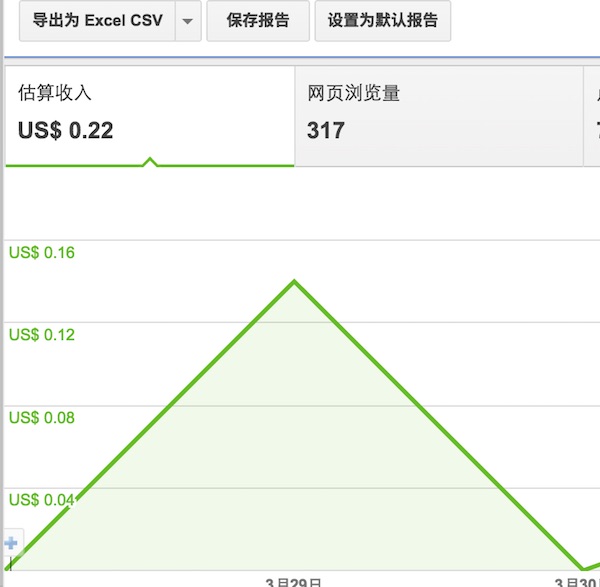 导出为 Excel CSV 保存报告 设置为默认报告
估算收入 网页浏览量
US$ 0.22 317
US$ 0.16
US$ 0.12
US$ 0.08
US$ 0.04
3月29日 3月30